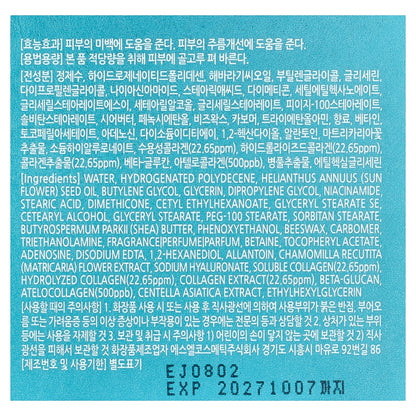 [효능효과] 피부의 미백에 도움을 준다. 피부의 주름개선에 도움을 준다.
[용법용량] 본 품 적당량을 취해 피부에 골고루 펴 바른다.
[전성분] 정제수, 하이드로제네이티드폴리데센, 해바라기씨오일, 부틸렌글라이콜, 글리세린,
다이프로필렌글라이콜, 나이아신아마이드, 스테아릭애씨드, 다이메티콘, 세틸에틸헥사노에이트,
글리세릴스테아레이트에스이, 세테아릴알코올, 글리세릴스테아레이트, 피이지-100스테아레이트,
솔비탄스테아레이트, 시어버터, 페녹시에탄올, 비즈왁스, 카보머, 트라이에탄올아민, 향료, 베타인,
토코페릴아세테이트, 아데노신, 다이소듐이디티에이, 1,2-헥산다이올, 알란토인, 마트리카리아꽃
추출물, 소듐하이알루로네이트, 수용성콜라겐(22.65ppm), 하이드롤라이즈드콜라겐(22.65ppm),
콜라겐추출물(22.65ppm), 베타-글루칸, 아텔로콜라겐(500ppb), 병풀추출물, 에틸헥실글리세린
[Ingredients] WATER, HYDROGENATED POLYDECENE, HELIANTHUS ANNUUS (SUN
FLOWER) SEED OIL, BUTYLENE GLYCOL, GLYCERIN, DIPROPYLENE GLYCOL, NIACINAMIDE,
STEARIC ACID, DIMETHICONE, CETYL ETHYLHEXANOATE, GLYCERYL STEARATE SE,
CETEARYL ALCOHOL, GLYCERYL STEARATE, PEG-100 STEARATE, SORBITAN STEARATE,
BUTYROSPERMUM PARKII (SHEA) BUTTER, PHENOXYETHANOL, BEESWAX, CARBOMER,
TRIETHANOLAMINE, FRAGRANCE(PERFUME)PARFUM, BETAINE, TOCOPHERYL ACETATE,
ADENOSINE, DISODIUM EDTA, 1,2-HEXANEDIOL, ALLANTOIN, CHAMOMILLA RECUTITA
(MATRICARIA) FLOWER EXTRACT, SODIUM HYALURONATE, SOLUBLE COLLAGEN(22.65ppm),
HYDROLYZED COLLAGEN(22.65ppm), COLLAGEN EXTRACT(22.65ppm), BETA-GLUCAN,
ATELOCOLLAGEN(500ppb), CENTELLA ASIATICA EXTRACT, ETHYLHEXYLGLYCERIN
[사용할 때의 주의사항] 1. 화장품 사용 시 또는 사용 후 직사광선에 의하여 사용부위가 붉은 반점, 부어오
름 또는 가려움증 등의 이상 증상이나 부작용이 있는 경우에는 전문의 등과 상담할 것 2. 상처가 있는 부위
등에는 사용을 자제할 것 3. 보관 및 취급 시 주의사항 1) 어린이의 손이 닿지 않는 곳에 보관할 것 2) 직사
광선을 피해서 보관할 것 화장품제조업자 에스엘코스메틱주식회사 경기도 시흥시 마유로 92번길 86
[제조번호 및 사용기한] 별도표기
EJ0802
EXP 20271007까지